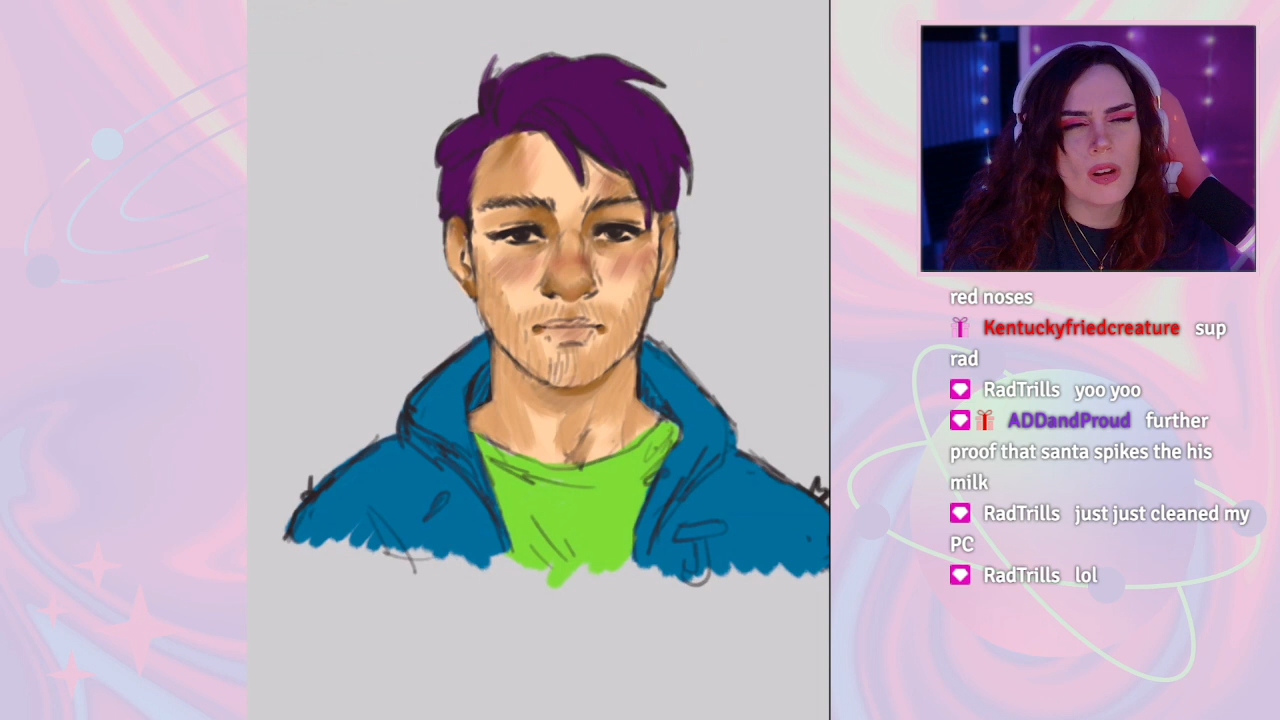 red noses
Kentuckyfriedcreature sup
rad
RadTrills yoo yoo
ADDandProud further
proof that santa spikes the his
milk
RadTrills just just cleaned my
PC
RadTrills lol